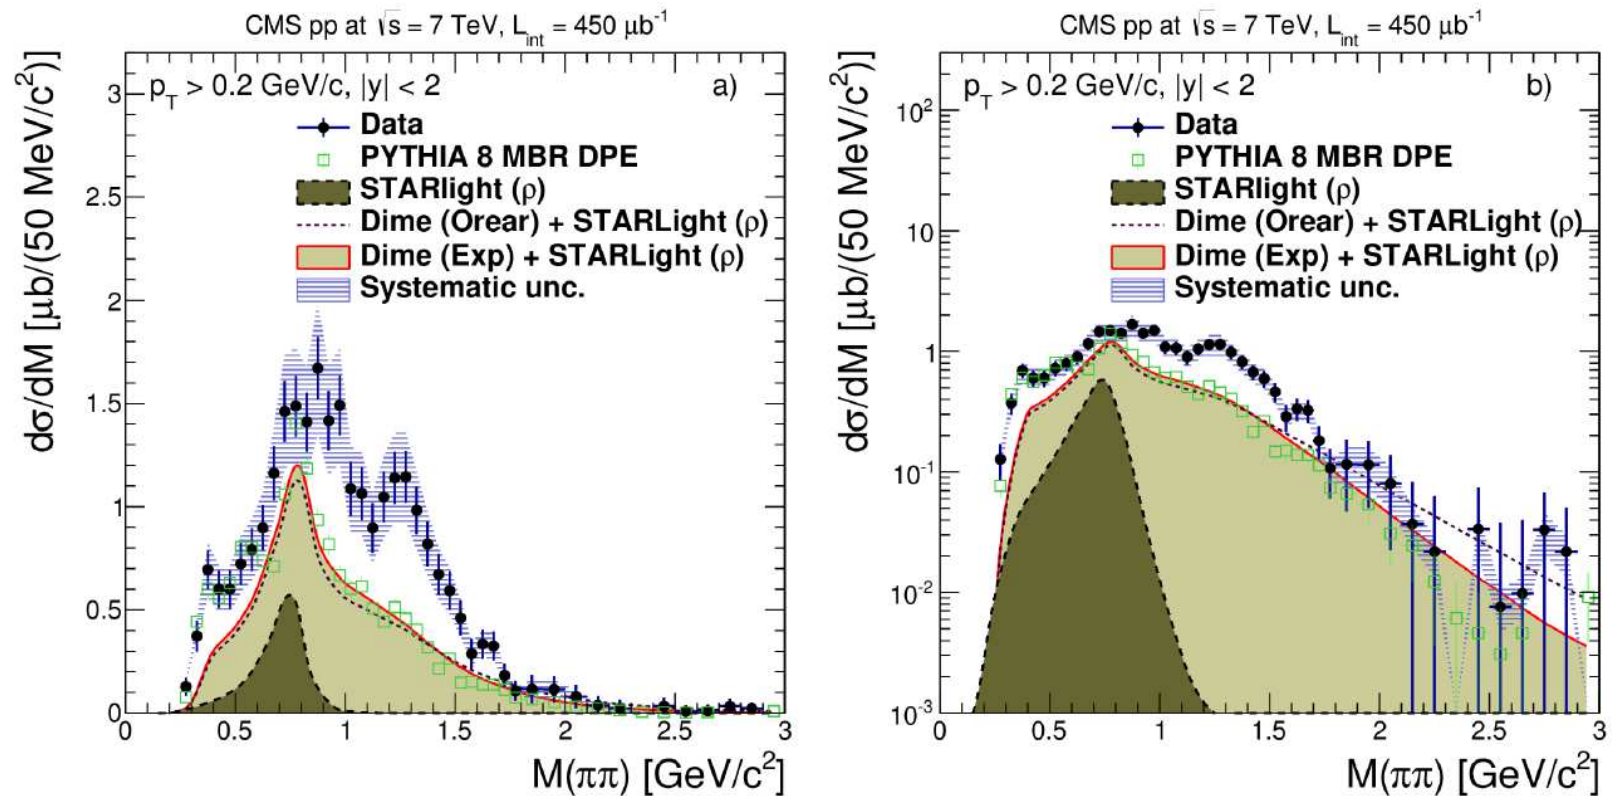 CMS pp at √s = 7 TeV, L_int = 450 μb⁻¹
p_T > 0.2 GeV/c, |y| < 2
a)
Data
PYTHIA 8 MBR DPE
STARlight (ρ)
Dime (Orear) + STARLight (ρ)
Dime (Exp) + STARLight (ρ)
Systematic unc.
dσ/dM [μb/(50 MeV/c²)]
3
2.5
2
1.5
1
0.5
0
0 0.5 1 1.5 2 2.5 3
M(ππ) [GeV/c²]
CMS pp at √s = 7 TeV, L_int = 450 μb⁻¹
p_T > 0.2 GeV/c, |y| < 2
b)
Data
PYTHIA 8 MBR DPE
STARlight (ρ)
Dime (Orear) + STARLight (ρ)
Dime (Exp) + STARLight (ρ)
Systematic unc.
dσ/dM [μb/(50 MeV/c²)]
10²
10
1
10⁻¹
10⁻²
10⁻³
0 0.5 1 1.5 2 2.5 3
M(ππ) [GeV/c²]